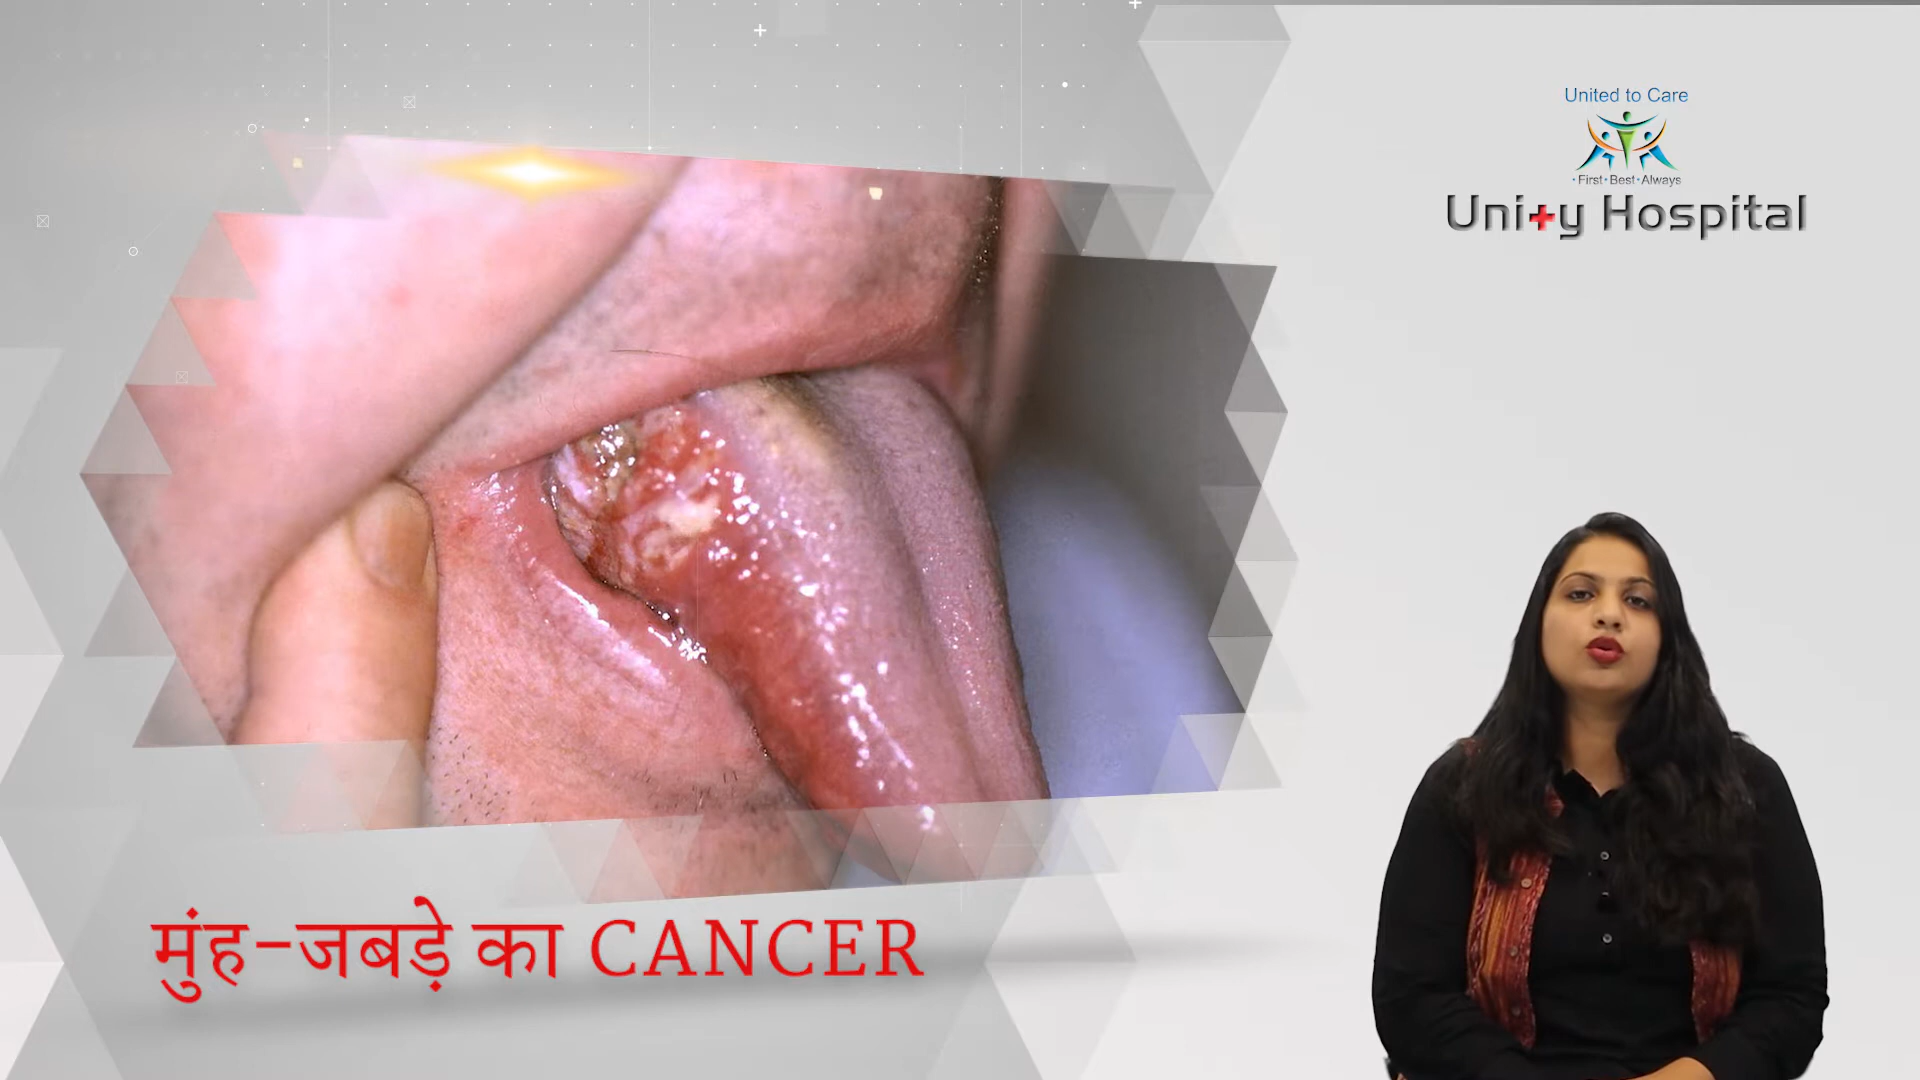 United to Care
•First•Best•Always
Unity Hospital
मुंह-जबड़े का CANCER